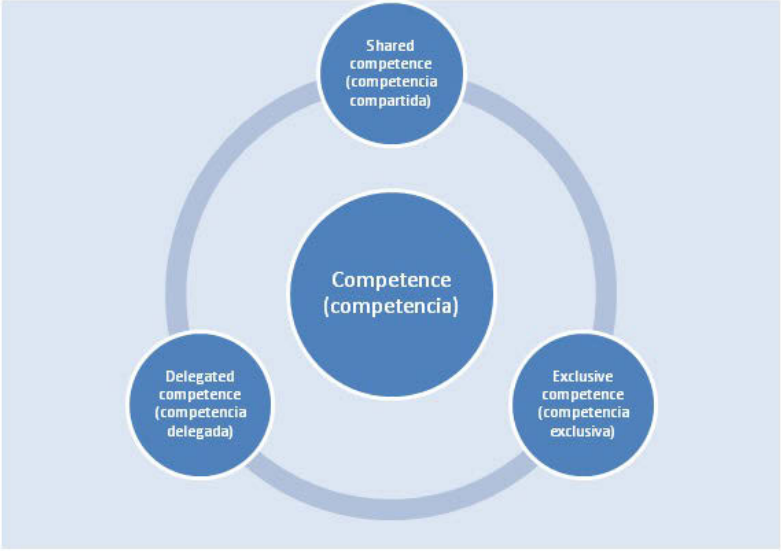 Shared
competence
(competencia
compartida)
Competence
(competencia)
Delegated
competence
(competencia
delegada)
Exclusive
competence
(competencia
exclusiva)